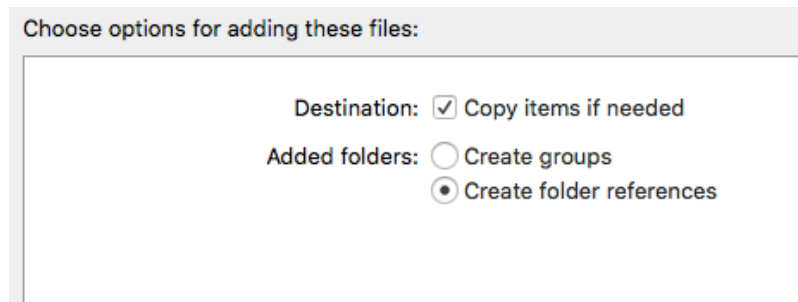 Choose options for adding these files:
Destination: Copy items if needed
Added folders: Create groups
Create folder references